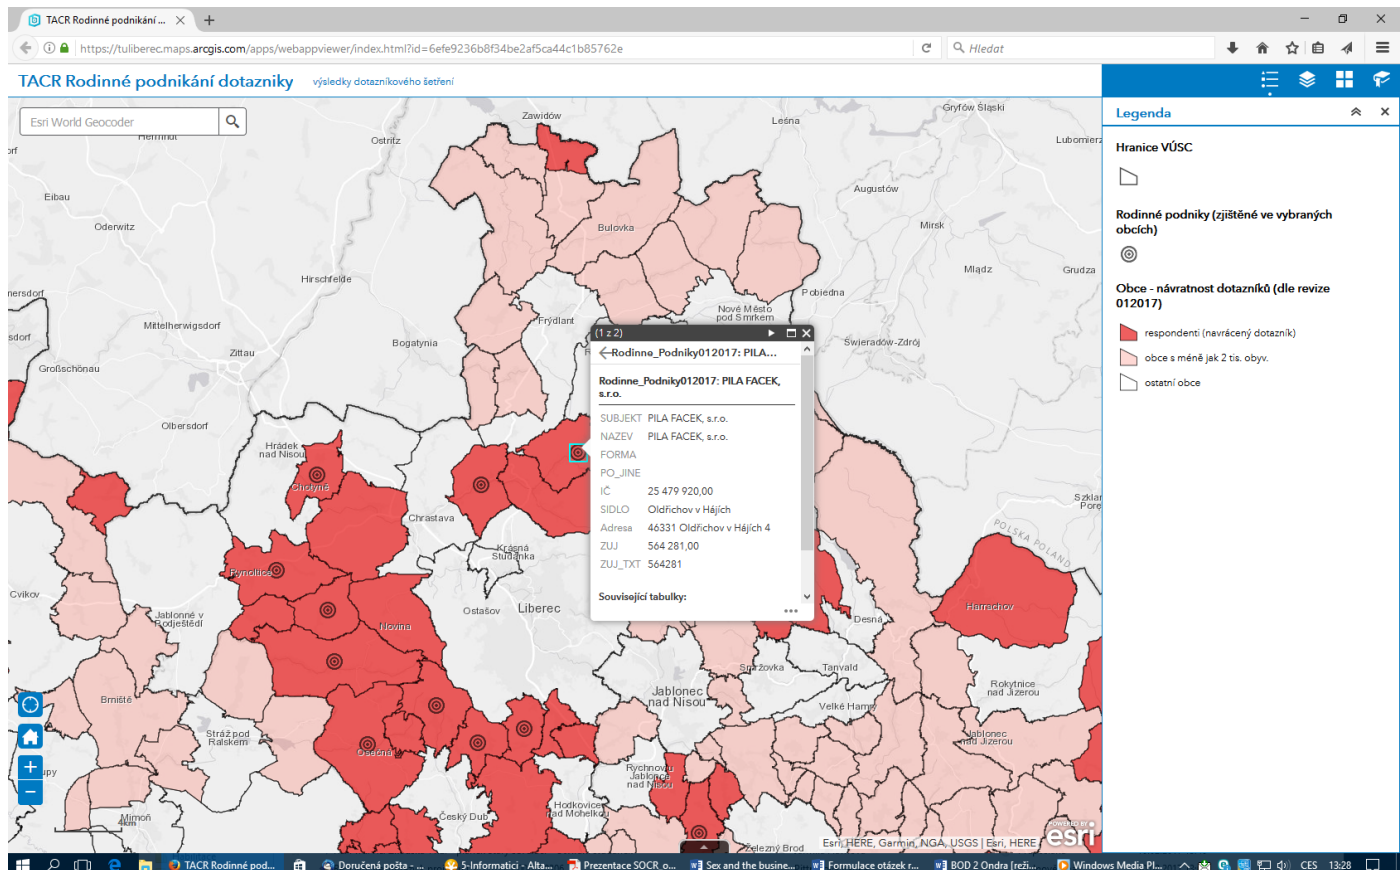 TACR Rodinné podnikání ...
https://tuliberec.maps.arcgis.com/apps/webappviewer/index.html?id=6efe9236b8f34be2af5ca44c1b85762e
Hledat
TACR Rodinné podnikání dotazniky
výsledky dotazníkového šetření
Esri World Geocoder
Legenda
Hranice VÚSC
Rodinné podniky (zjištěné ve vybraných
obcích)
Obce - návratnost dotazníků (dle revize
012017)
respondenti (navrácený dotazník)
obce s méně jak 2 tis. obyv.
ostatní obce
Zawidów
Leśna
Gryfów Śląski
Lubomierz
Ostritz
Eibau
Oderwitz
Augustów
Bulovka
Mirsk
Hirschfelde
Mlądz
Grudza
Pobiedna
Nové Město
pod Smrkem
Frýdlant
Mittelherwigsdorf
Bogatynia
Zittau
Großschönau
Świeradów-Zdrój
Olbersdorf
Hrádek
nad Nisou
Chotyně
Chrastava
Krásná
Studánka
POLSKA POLAND
Rynoltice
Cvikov
Jablonné v
Podještědí
Novina
Ostašov
Liberec
Harrachov
Desná
Smržovka
Tanvald
Rokytnice
nad Jizerou
Brniště
Jablonec
nad Nisou
Velké Hamry
Stráž pod
Ralskem
Osečná
Jablonec
nad Jizerou
Rychnov u
Jablonce
nad Nisou
Mimoň
4km
Český Dub
Hodkovice
nad Mohelkou
Železný Brod
(1 z 2)
Rodinne_Podniky012017: PILA...
Rodinne_Podniky012017: PILA FACEK,
s.r.o.
SUBJEKT PILA FACEK, s.r.o.
NAZEV PILA FACEK, s.r.o.
FORMA
PO_JINE
IČ 25 479 920,00
SIDLO Oldřichov v Hájích
Adresa 46331 Oldřichov v Hájích 4
ZUJ 564 281,00
ZUJ_TXT 564281
Související tabulky:
Esri, HERE, Garmin, NGA, USGS | Esri, HERE
POWERED BY
esri
TACR Rodinné pod...
Doručená pošta - ...
5-Informatici - Alta...
Prezentace SOCR_o...
Sex and the busine...
Formulace otázek r...
BOD 2 Ondra [reži...
Windows Media Pl...
CES
13:28